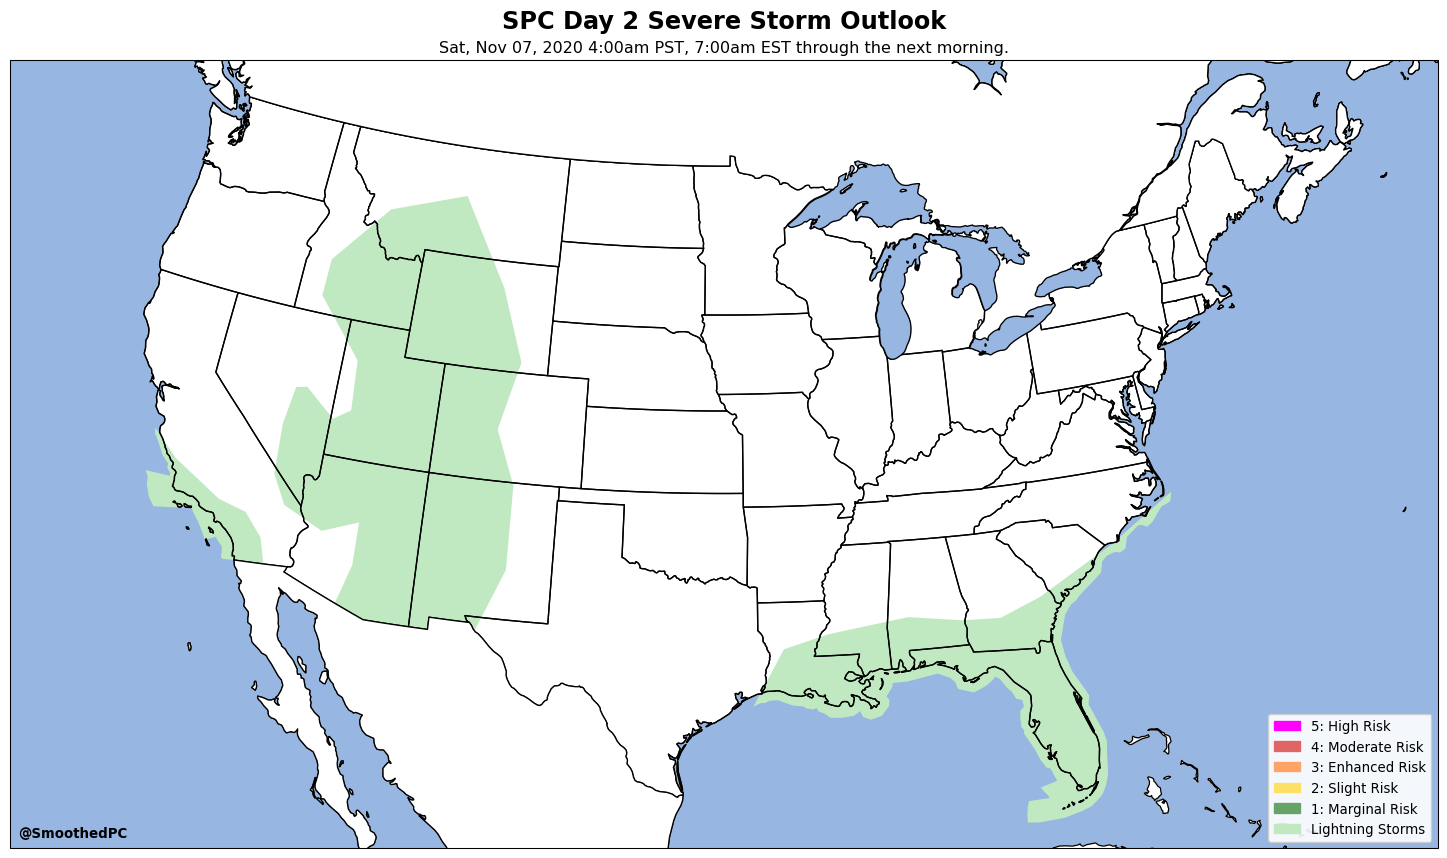 SPC Day 2 Severe Storm Outlook
Sat, Nov 07, 2020 4:00am PST, 7:00am EST through the next morning.
5: High Risk
4: Moderate Risk
3: Enhanced Risk
2: Slight Risk
1: Marginal Risk
Lightning Storms
@SmoothedPC